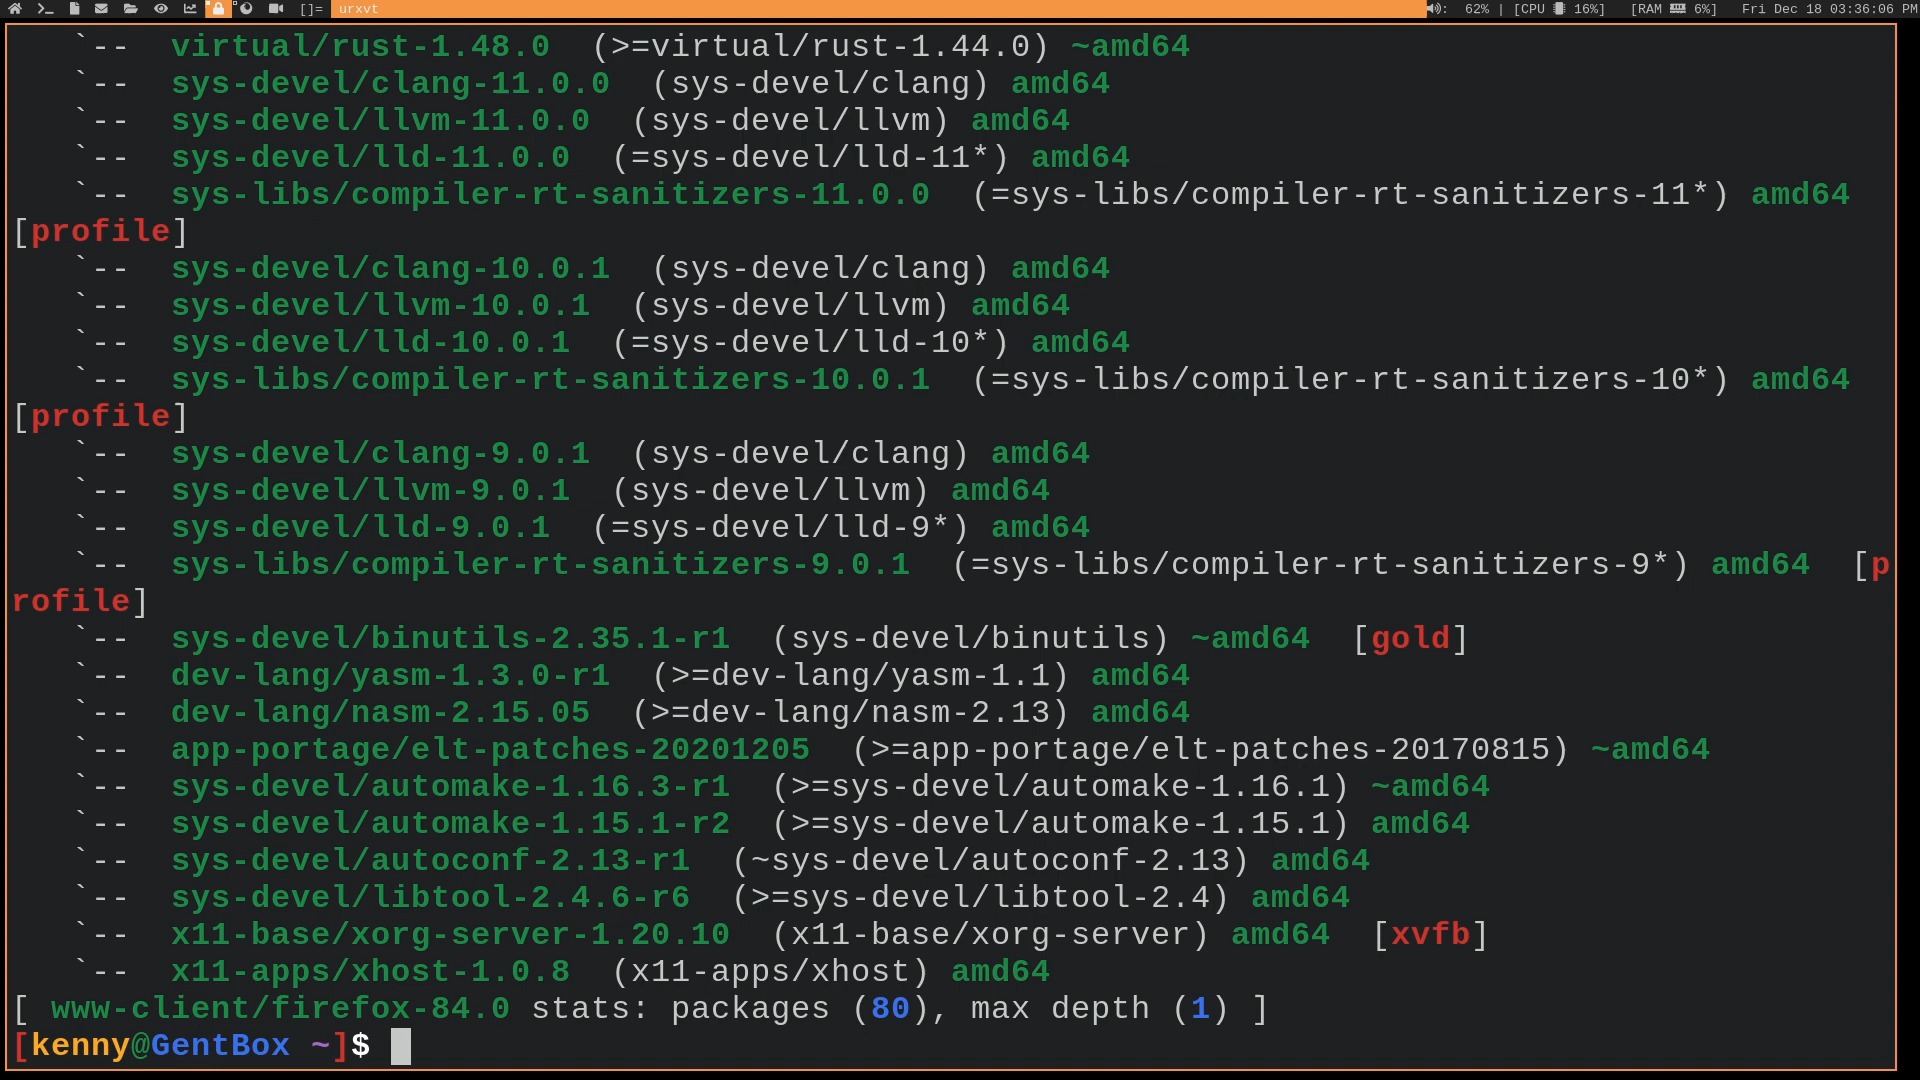 []= urxvt : 62% | [CPU 16%] [RAM 6%] Fri Dec 18 03:36:06 PM
`-- virtual/rust-1.48.0 (>=virtual/rust-1.44.0) ~amd64
`-- sys-devel/clang-11.0.0 (sys-devel/clang) amd64
`-- sys-devel/llvm-11.0.0 (sys-devel/llvm) amd64
`-- sys-devel/lld-11.0.0 (=sys-devel/lld-11*) amd64
`-- sys-libs/compiler-rt-sanitizers-11.0.0 (=sys-libs/compiler-rt-sanitizers-11*) amd64
[profile]
`-- sys-devel/clang-10.0.1 (sys-devel/clang) amd64
`-- sys-devel/llvm-10.0.1 (sys-devel/llvm) amd64
`-- sys-devel/lld-10.0.1 (=sys-devel/lld-10*) amd64
`-- sys-libs/compiler-rt-sanitizers-10.0.1 (=sys-libs/compiler-rt-sanitizers-10*) amd64
[profile]
`-- sys-devel/clang-9.0.1 (sys-devel/clang) amd64
`-- sys-devel/llvm-9.0.1 (sys-devel/llvm) amd64
`-- sys-devel/lld-9.0.1 (=sys-devel/lld-9*) amd64
`-- sys-libs/compiler-rt-sanitizers-9.0.1 (=sys-libs/compiler-rt-sanitizers-9*) amd64 [p
rofile]
`-- sys-devel/binutils-2.35.1-r1 (sys-devel/binutils) ~amd64 [gold]
`-- dev-lang/yasm-1.3.0-r1 (>=dev-lang/yasm-1.1) amd64
`-- dev-lang/nasm-2.15.05 (>=dev-lang/nasm-2.13) amd64
`-- app-portage/elt-patches-20201205 (>=app-portage/elt-patches-20170815) ~amd64
`-- sys-devel/automake-1.16.3-r1 (>=sys-devel/automake-1.16.1) ~amd64
`-- sys-devel/automake-1.15.1-r2 (>=sys-devel/automake-1.15.1) amd64
`-- sys-devel/autoconf-2.13-r1 (~sys-devel/autoconf-2.13) amd64
`-- sys-devel/libtool-2.4.6-r6 (>=sys-devel/libtool-2.4) amd64
`-- x11-base/xorg-server-1.20.10 (x11-base/xorg-server) amd64 [xvfb]
`-- x11-apps/xhost-1.0.8 (x11-apps/xhost) amd64
[ www-client/firefox-84.0 stats: packages (80), max depth (1) ]
[kenny@GentBox ~]$